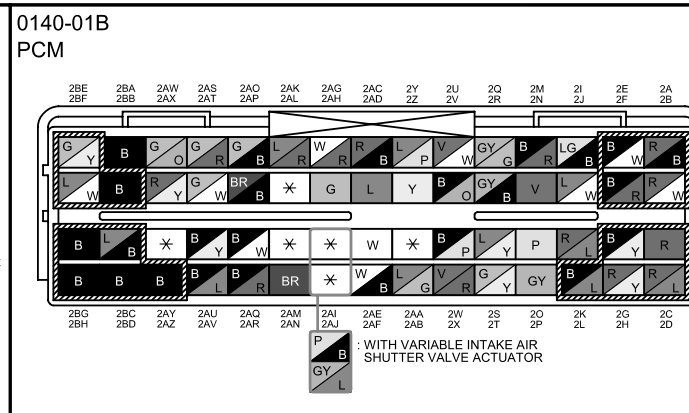 0140-01B
PCM
2BE 2BA 2AW 2AS 2AO 2AK 2AG 2AC 2Y 2U 2Q 2M 2I 2E 2A
2BF 2BB 2AX 2AT 2AP 2AL 2AH 2AD 2Z 2V 2R 2N 2J 2F 2B
G Y B G O G R G B L R W R R B L P V W GY G B R LG B B W R B
L W B R Y G W BR B * G L Y B O GY B V L W B R R W
B L B * B Y B W * * W * B P L Y P R L B Y R
B B B B L B R BR * W B L G V R G Y GY B L R Y R L
2BG 2BC 2AY 2AU 2AQ 2AM 2AI 2AE 2AA 2W 2S 2O 2K 2G 2C
2BH 2BD 2AZ 2AV 2AR 2AN 2AJ 2AF 2AB 2X 2T 2P 2L 2H 2D
P B
GY L
: WITH VARIABLE INTAKE AIR
SHUTTER VALVE ACTUATOR